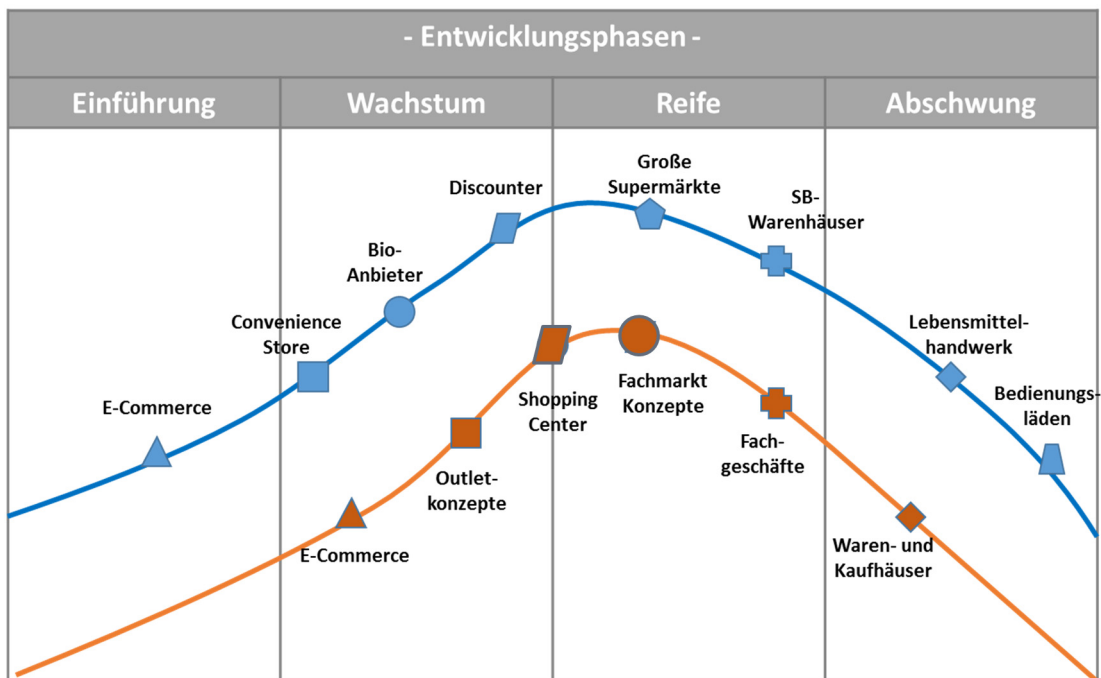 - Entwicklungsphasen -
Einführung
Wachstum
Reife
Abschwung
Große
Supermärkte
Discounter
SB-
Warenhäuser
Bio-
Anbieter
Convenience
Store
Lebensmittel-
handwerk
E-Commerce
Bedienungs-
läden
Shopping
Center
Fachmarkt
Konzepte
Fach-
geschäfte
Outlet-
konzepte
E-Commerce
Waren- und
Kaufhäuser